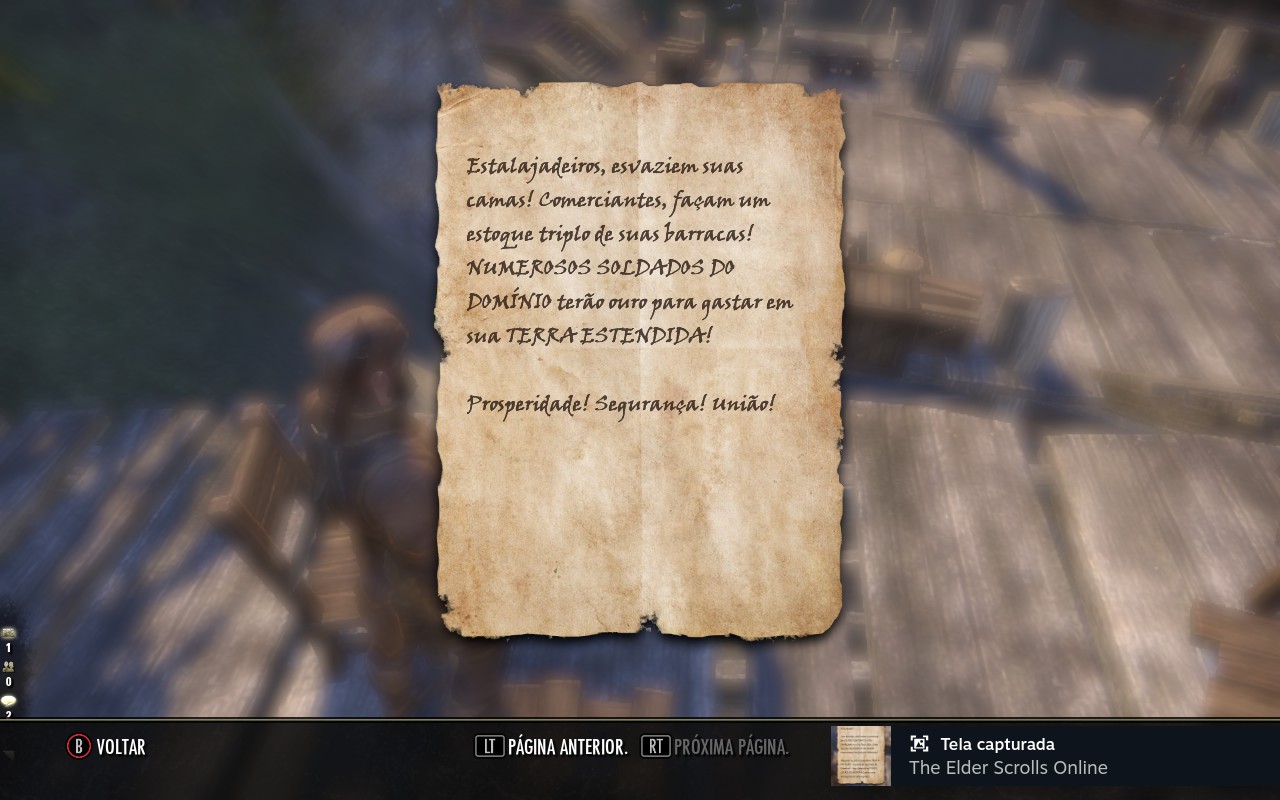 Estalajadeiros, esvaziem suas
camas! Comerciantes, façam um
estoque triplo de suas barracas!
NUMEROSOS SOLDADOS DO
DOMÍNIO terão ouro para gastar em
sua TERRA ESTENDIDA!
Prosperidade! Segurança! União!
1
0
B VOLTAR
LT PÁGINA ANTERIOR.
RT PRÓXIMA PÁGINA.
Tela capturada
The Elder Scrolls Online